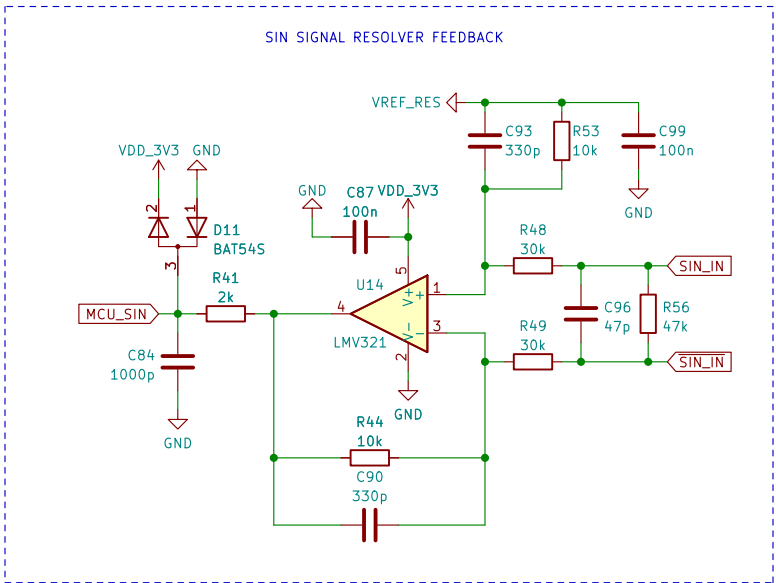 SIN SIGNAL RESOLVER FEEDBACK
VREF_RES
C93
330p
R53
10k
C99
100n
GND
VDD_3V3
GND
2
1
3
D11
BAT54S
GND
C87
100n
VDD_3V3
R48
30k
SIN_IN
R41
2k
MCU_SIN
U14
5
V+
+
1
4
V-
-
3
2
LMV321
GND
C96
47p
R56
47k
R49
30k
SIN_IN
C84
1000p
GND
R44
10k
C90
330p